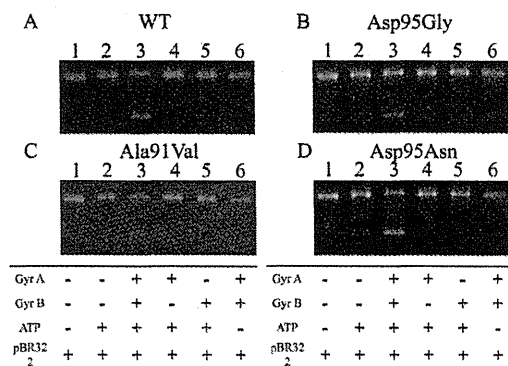 A WT B Asp95Gly
1 2 3 4 5 6 1 2 3 4 5 6
C Ala91Val D Asp95Asn
1 2 3 4 5 6 1 2 3 4 5 6
Gyr A - - + + - + Gyr A - - + + - +
Gyr B - - + - + + Gyr B - - + - + +
ATP - + + + + - ATP - + + + + -
pBR32 + + + + + + pBR32 + + + + + +
2 2